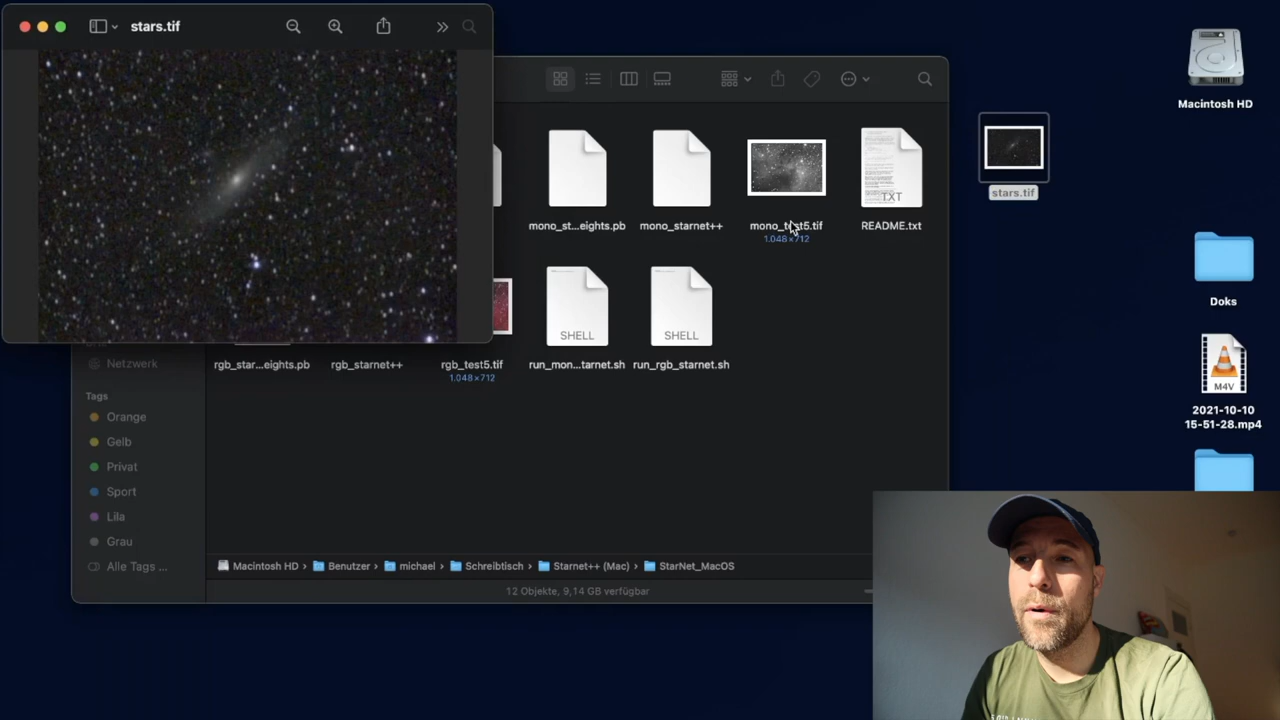 stars.tif
Macintosh HD
stars.tif
mono_st...eights.pb
mono_starnet++
mono_test5.tif
1.048×712
README.txt
TXT
Doks
Netzwerk
SHELL
SHELL
rgb_star...eights.pb
rgb_starnet++
rgb_test5.tif
1.048×712
run_mon...tarnet.sh
run_rgb_starnet.sh
M4V
2021-10-10
15-51-28.mp4
Tags
Orange
Gelb
Privat
Sport
Lila
Grau
Alle Tags ...
Macintosh HD › Benutzer › michael › Schreibtisch › Starnet++ (Mac) › StarNet_MacOS
12 Objekte, 9,14 GB verfügbar